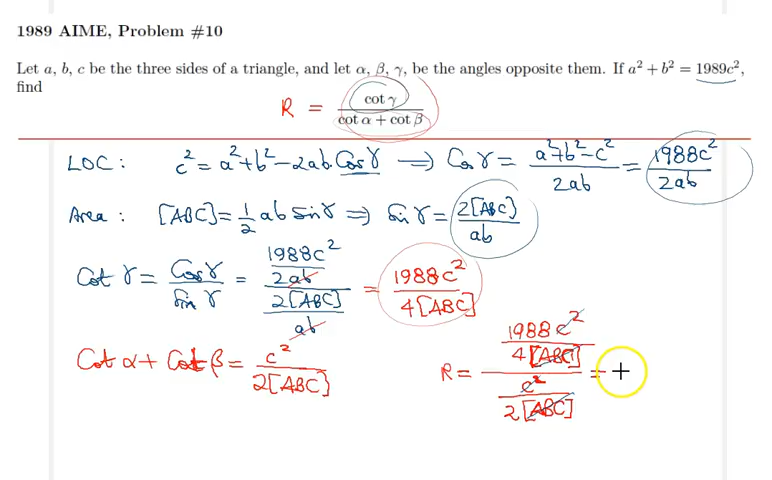 1989 AIME, Problem #10
Let a, b, c be the three sides of a triangle, and let α, β, γ, be the angles opposite them. If a² + b² = 1989c²,
find
R = cot γ / (cot α + cot β)
LOC: c² = a² + b² − 2ab Cos γ ⟹ Cos γ = (a² + b² − c²) / 2ab = 1988c² / 2ab
Area: [ABC] = 1/2 ab sin γ ⟹ sin γ = 2[ABC] / ab
Cot γ = Cos γ / sin γ = (1988c² / 2ab) / (2[ABC] / ab) = 1988c² / 4[ABC]
Cot α + Cot β = c² / 2[ABC]
R = (1988c² / 4[ABC]) / (c² / 2[ABC]) =